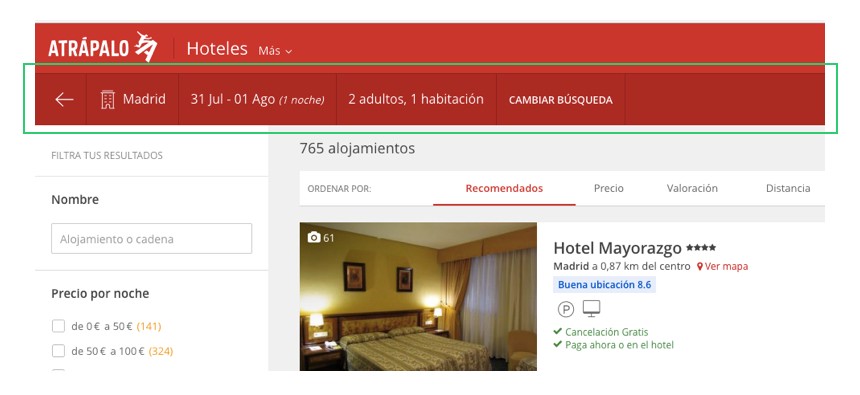 ATRÁPALO Hoteles Más
Madrid 31 Jul - 01 Ago (1 noche) 2 adultos, 1 habitación CAMBIAR BÚSQUEDA
FILTRA TUS RESULTADOS
Nombre
Alojamiento o cadena
Precio por noche
de 0 € a 50 € (141)
de 50 € a 100 € (324)
765 alojamientos
ORDENAR POR: Recomendados Precio Valoración Distancia
61
Hotel Mayorazgo
Madrid a 0,87 km del centro Ver mapa
Buena ubicación 8.6
P
Cancelación Gratis
Paga ahora o en el hotel